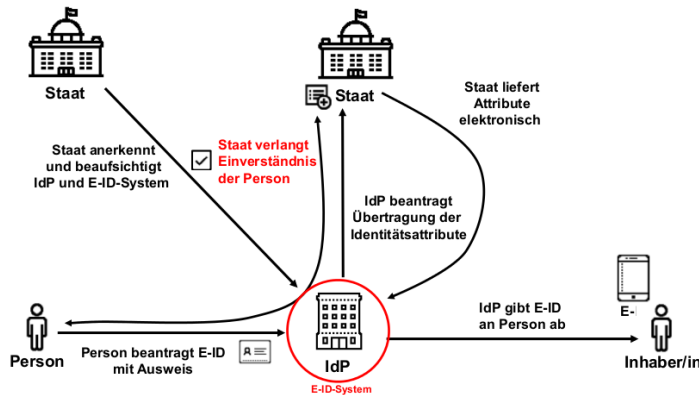 Staat
Staat
Staat liefert
Attribute
elektronisch
Staat anerkennt
und beaufsichtigt
IdP und E-ID-System
Staat verlangt
Einverständnis
der Person
IdP beantragt
Übertragung der
Identitätsattribute
Person
Person beantragt E-ID
mit Ausweis
IdP
E-ID-System
IdP gibt E-ID
an Person ab
E-
Inhaber/in